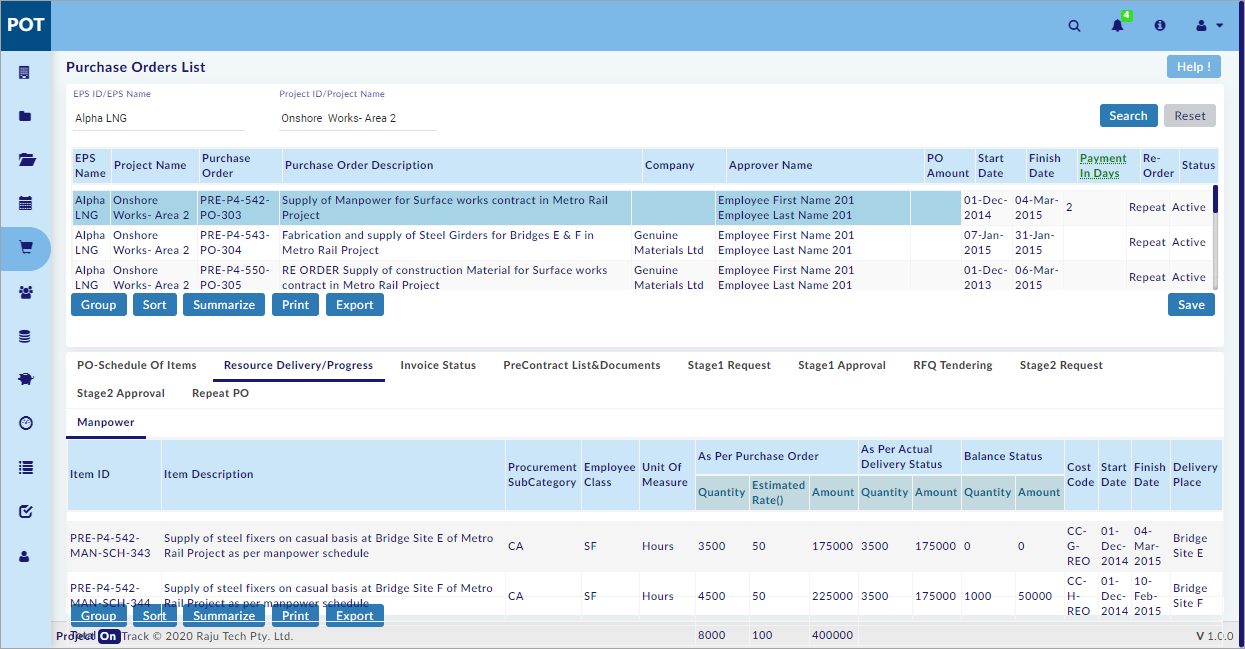 POT
4
Purchase Orders List
Help !
EPS ID/EPS Name Project ID/Project Name
Alpha LNG Onshore Works- Area 2
Search Reset
EPS Name Project Name Purchase Order Purchase Order Description Company Approver Name PO Amount Start Date Finish Date Payment In Days Re-Order Status
Alpha LNG Onshore Works- Area 2 PRE-P4-542-PO-303 Supply of Manpower for Surface works contract in Metro Rail Project Employee First Name 201 Employee Last Name 201 01-Dec-2014 04-Mar-2015 2 Repeat Active
Alpha LNG Onshore Works- Area 2 PRE-P4-543-PO-304 Fabrication and supply of Steel Girders for Bridges E & F in Metro Rail Project Genuine Materials Ltd Employee First Name 201 Employee Last Name 201 07-Jan-2015 31-Jan-2015 Repeat Active
Alpha LNG Onshore Works- Area 2 PRE-P4-550-PO-305 RE ORDER Supply of construction Material for Surface works contract in Metro Rail Project Genuine Materials Ltd Employee First Name 201 Employee Last Name 201 01-Dec-2013 06-Mar-2015 Repeat Active
Group Sort Summarize Print Export Save
PO-Schedule Of Items Resource Delivery/Progress Invoice Status PreContract List&Documents Stage1 Request Stage1 Approval RFQ Tendering Stage2 Request
Stage2 Approval Repeat PO
Manpower
Item ID Item Description Procurement SubCategory Employee Class Unit Of Measure As Per Purchase Order As Per Actual Delivery Status Balance Status Cost Code Start Date Finish Date Delivery Place
Quantity Estimated Rate() Amount Quantity Amount Quantity Amount
PRE-P4-542-MAN-SCH-343 Supply of steel fixers on casual basis at Bridge Site E of Metro Rail Project as per manpower schedule CA SF Hours 3500 50 175000 3500 175000 0 0 CC-G-REO 01-Dec-2014 04-Mar-2015 Bridge Site E
PRE-P4-542-MAN-SCH-344 Supply of steel fixers on casual basis at Bridge Site F of Metro Rail Project as per manpower schedule CA SF Hours 4500 50 225000 3500 175000 1000 50000 CC-H-REO 01-Dec-2014 10-Feb-2015 Bridge Site F
Group Sort Summarize Print Export
Total 8000 100 400000
Project On Track © 2020 Raju Tech Pty. Ltd. V 1.0.0